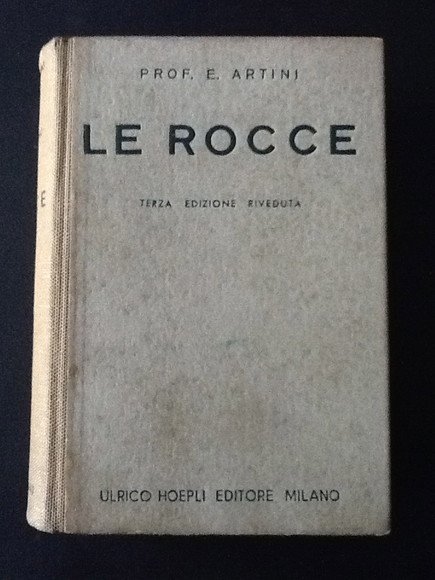 PROF. E. ARTINI
LE ROCCE
TERZA EDIZIONE RIVEDUTA
ULRICO HOEPLI EDITORE MILANO